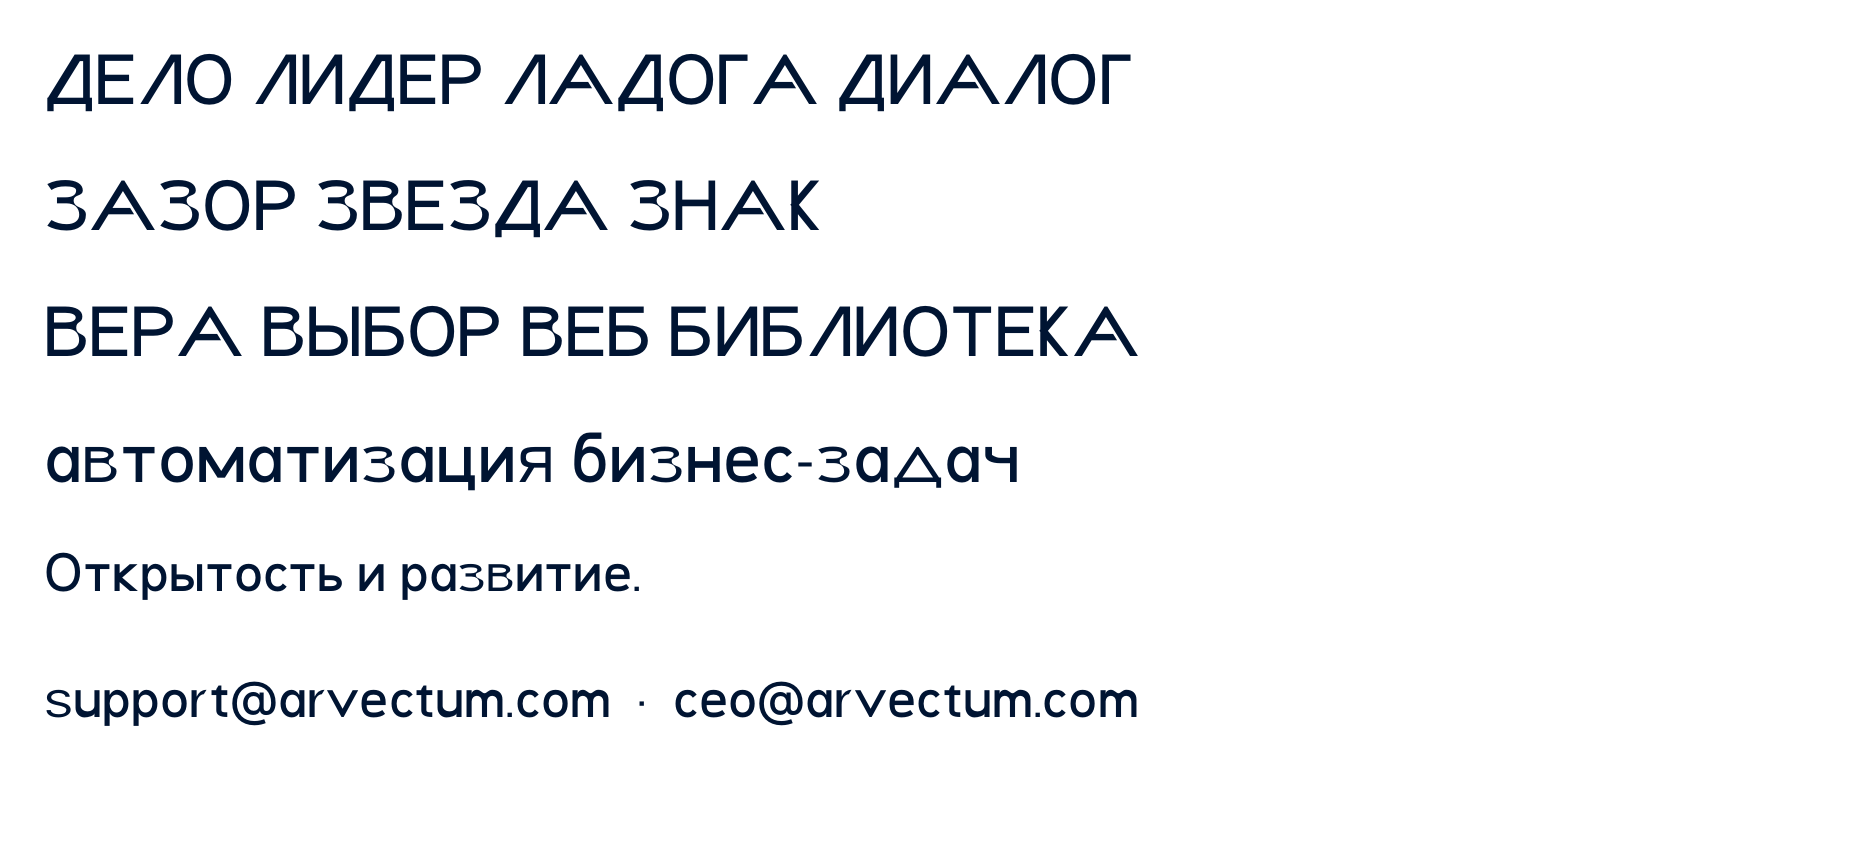 ДЕЛО ЛИДЕР ЛАДОГА ДИАЛОГ
ЗАЗОР ЗВЕЗДА ЗНАК
ВЕРА ВЫБОР ВЕБ БИБЛИОТЕКА
автоматизация бизнес-задач
Открытость и развитие.
support@arvectum.com · ceo@arvectum.com